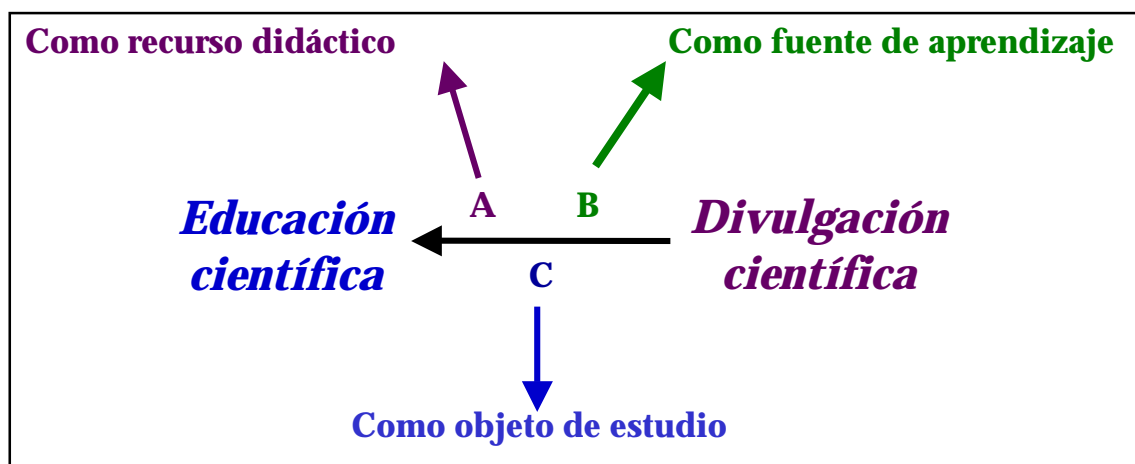 Como recurso didáctico
Como fuente de aprendizaje
A
B
Educación
científica
Divulgación
científica
C
Como objeto de estudio